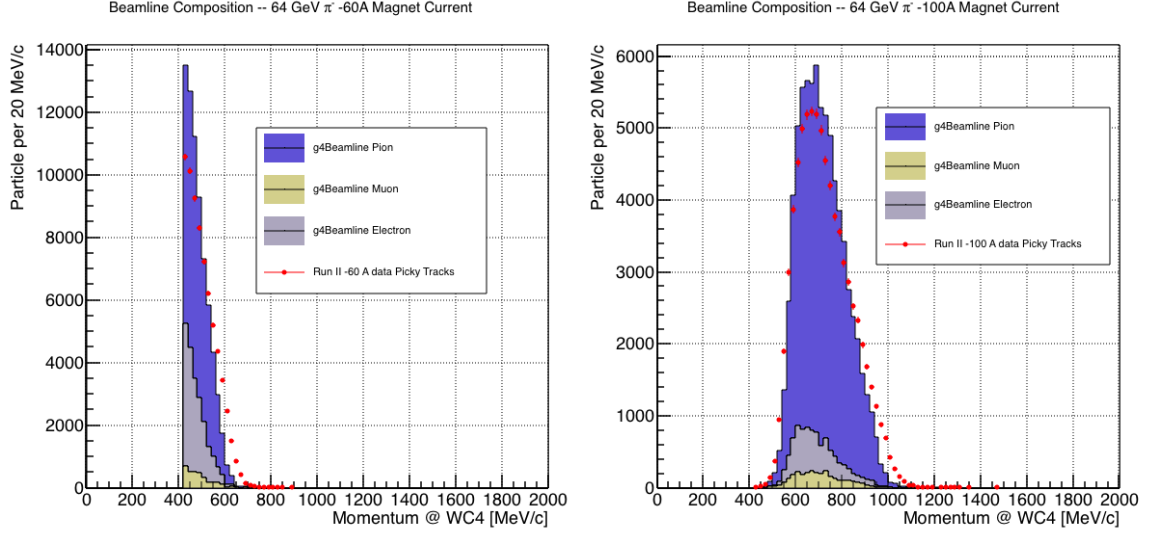 Beamline Composition -- 64 GeV π⁻ -60A Magnet Current
Particle per 20 MeV/c
14000
12000
10000
8000
6000
4000
2000
0
g4Beamline Pion
g4Beamline Muon
g4Beamline Electron
Run II -60 A data Picky Tracks
0 200 400 600 800 1000 1200 1400 1600 1800 2000
Momentum @ WC4 [MeV/c]
Beamline Composition -- 64 GeV π⁻ -100A Magnet Current
Particle per 20 MeV/c
6000
5000
4000
3000
2000
1000
0
g4Beamline Pion
g4Beamline Muon
g4Beamline Electron
Run II -100 A data Picky Tracks
0 200 400 600 800 1000 1200 1400 1600 1800 2000
Momentum @ WC4 [MeV/c]